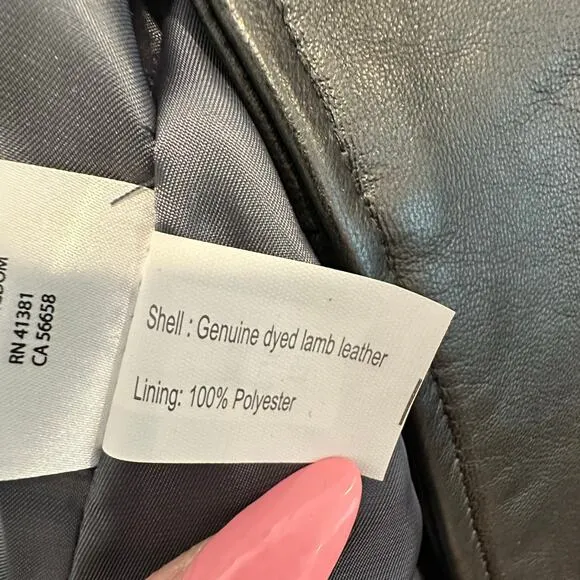 RN 41381
CA 56658
Shell : Genuine dyed lamb leather
Lining: 100% Polyester